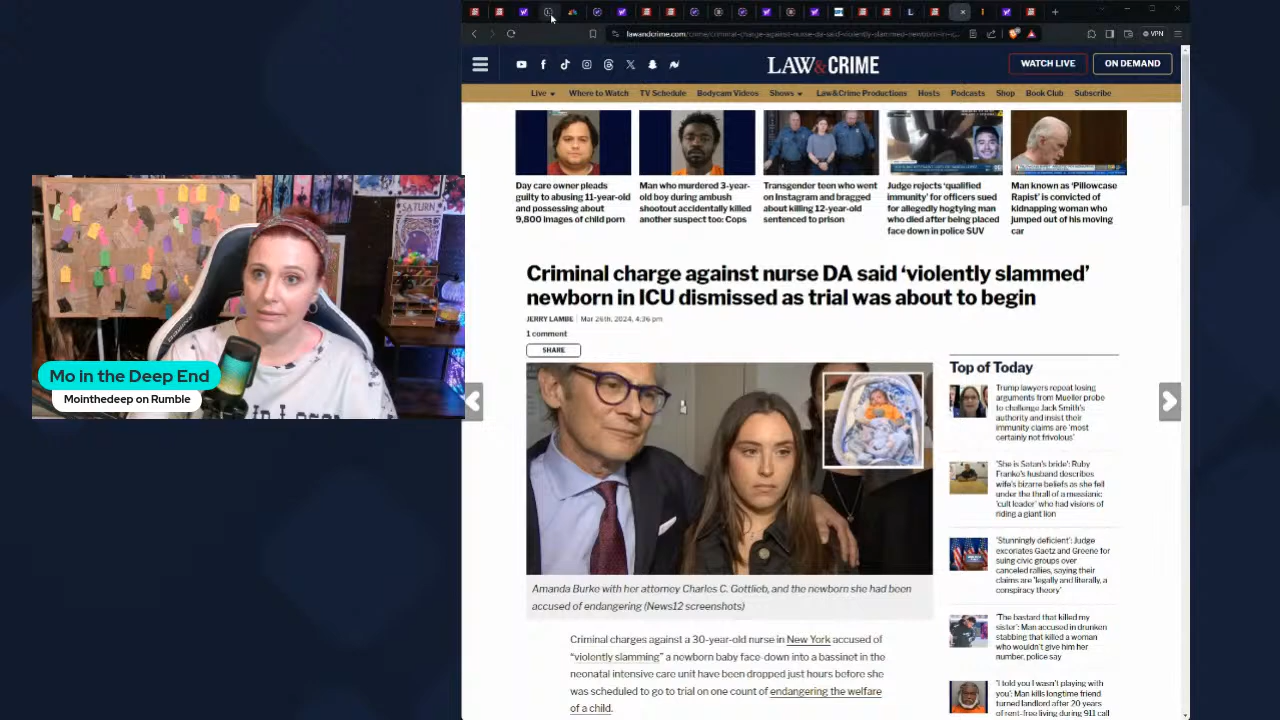 lawandcrime.com/crime/criminal-charge-against-nurse-da-said-violently-slammed-newborn-in-ic...
VPN
LAW&CRIME
WATCH LIVE
ON DEMAND
Live
Where to Watch
TV Schedule
Bodycam Videos
Shows
Law&Crime Productions
Hosts
Podcasts
Shop
Book Club
Subscribe
Day care owner pleads
guilty to abusing 11-year-old
and possessing about
9,800 images of child porn
Man who murdered 3-year-
old boy during ambush
shootout accidentally killed
another suspect too: Cops
Transgender teen who went
on Instagram and bragged
about killing 12-year-old
sentenced to prison
Judge rejects ‘qualified
immunity’ for officers sued
for allegedly hogtying man
who died after being placed
face down in police SUV
Man known as ‘Pillowcase
Rapist’ is convicted of
kidnapping woman who
jumped out of his moving
car
SATURN
Mo in the Deep End
Mointhedeep on Rumble
Criminal charge against nurse DA said ‘violently slammed’
newborn in ICU dismissed as trial was about to begin
JERRY LAMBE | Mar 26th, 2024, 4:36 pm
1 comment
SHARE
Amanda Burke with her attorney Charles C. Gottlieb, and the newborn she had been
accused of endangering (News12 screenshots)
Criminal charges against a 30-year-old nurse in New York accused of
“violently slamming” a newborn baby face-down into a bassinet in the
neonatal intensive care unit have been dropped just hours before she
was scheduled to go to trial on one count of endangering the welfare
of a child.
Top of Today
Trump lawyers repeat losing
arguments from Mueller probe
to challenge Jack Smith’s
authority and insist their
immunity claims are ‘most
certainly not frivolous’
‘She is Satan’s bride’: Ruby
Franke’s husband describes
wife’s bizarre beliefs as she fell
under the thrall of a messianic
‘cult leader’ who had visions of
riding a giant lion
‘Stunningly deficient’: Judge
excoriates Gaetz and Greene for
suing civic groups over
canceled rallies, saying their
claims are ‘legally and literally, a
conspiracy theory’
‘The bastard that killed my
sister’: Man accused in drunken
stabbing that killed a woman
who wouldn’t give him her
number, police say
‘I told you I wasn’t playing with
you’: Man kills longtime friend
turned landlord after 20 years
of rent-free living during 911 call